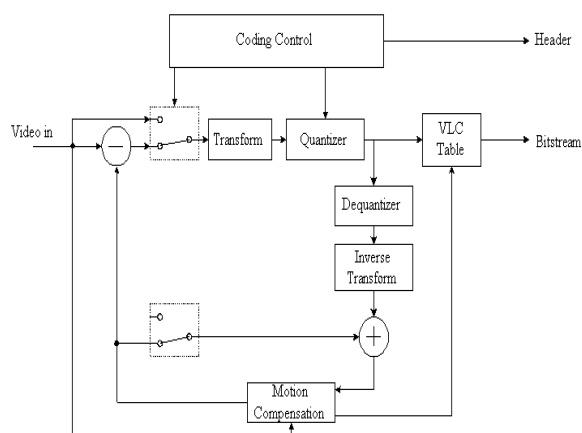 Coding Control
Header
Video in
Transform
Quantizer
VLC
Table
Bitstream
Dequantizer
Inverse
Transform
Motion
Compensation